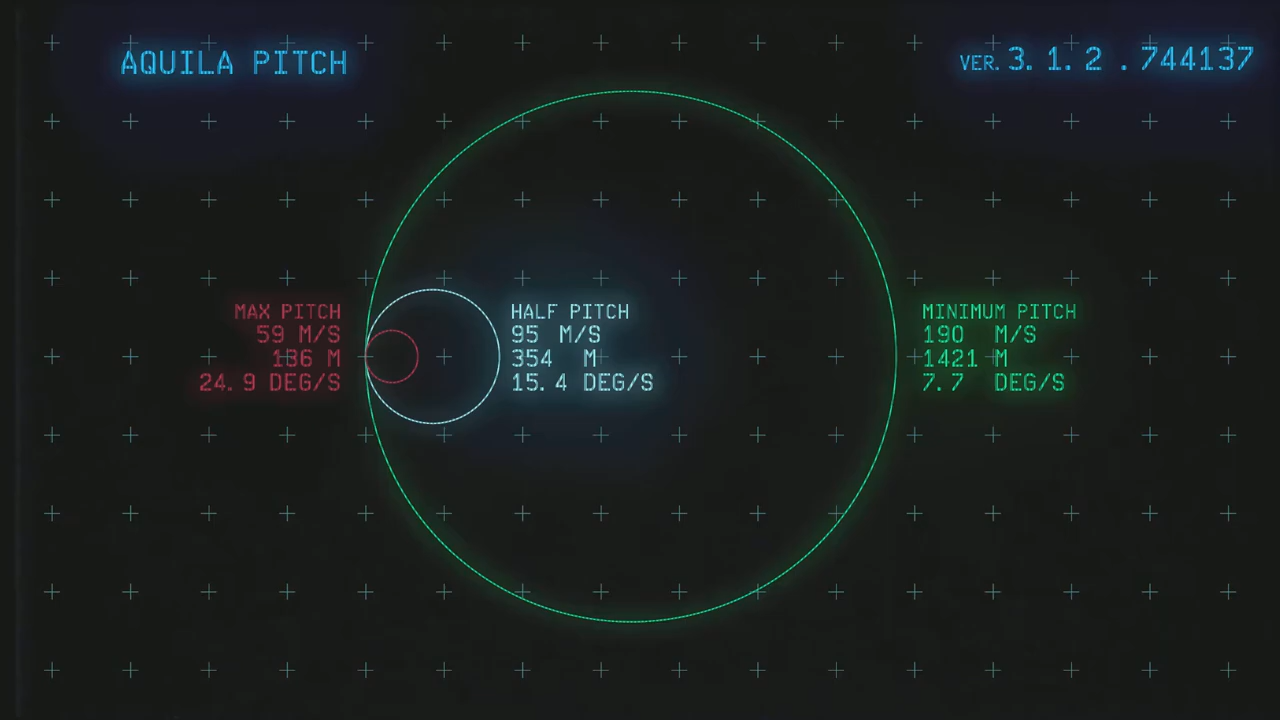 AQUILA PITCH
VER. 3.1.2.744137
MAX PITCH
59 M/S
136 M
24.9 DEG/S
HALF PITCH
95 M/S
354 M
15.4 DEG/S
MINIMUM PITCH
190 M/S
1421 M
7.7 DEG/S